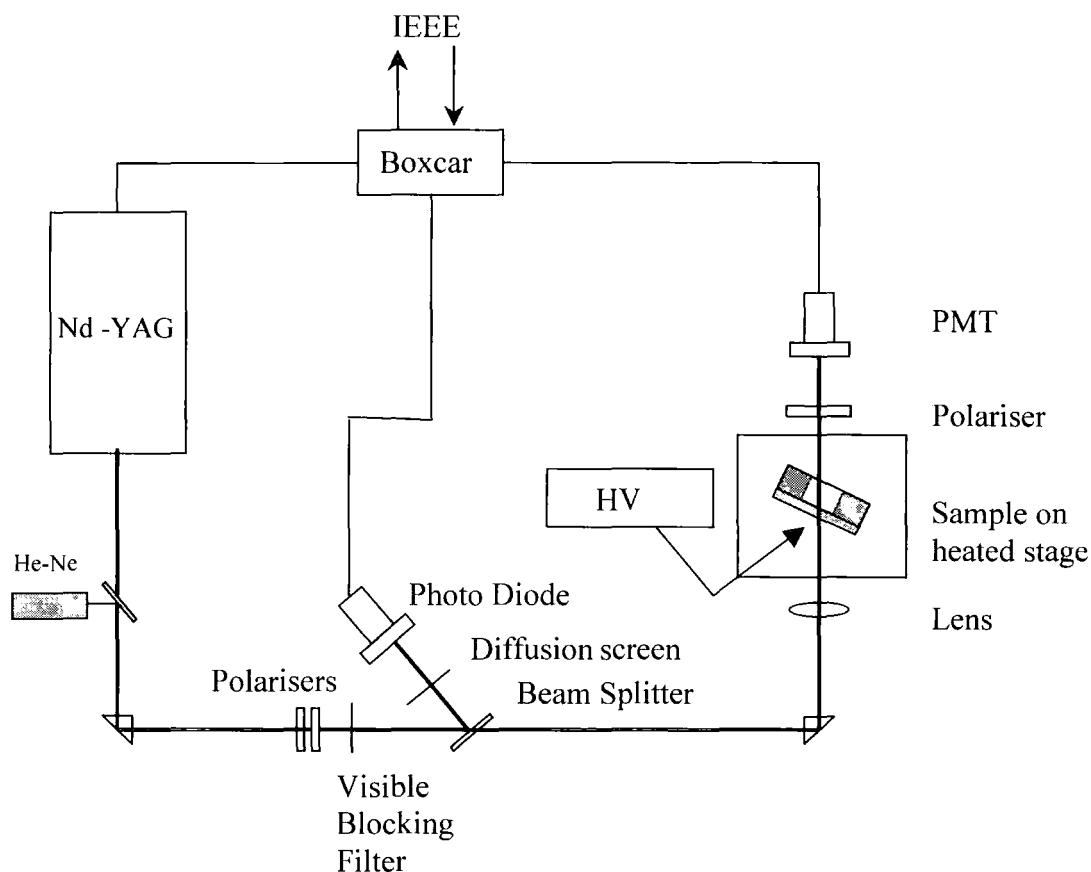 IEEE
Boxcar
Nd -YAG
PMT
Polariser
HV
Sample on
heated stage
He-Ne
Photo Diode
Lens
Diffusion screen
Polarisers
Beam Splitter
Visible
Blocking
Filter